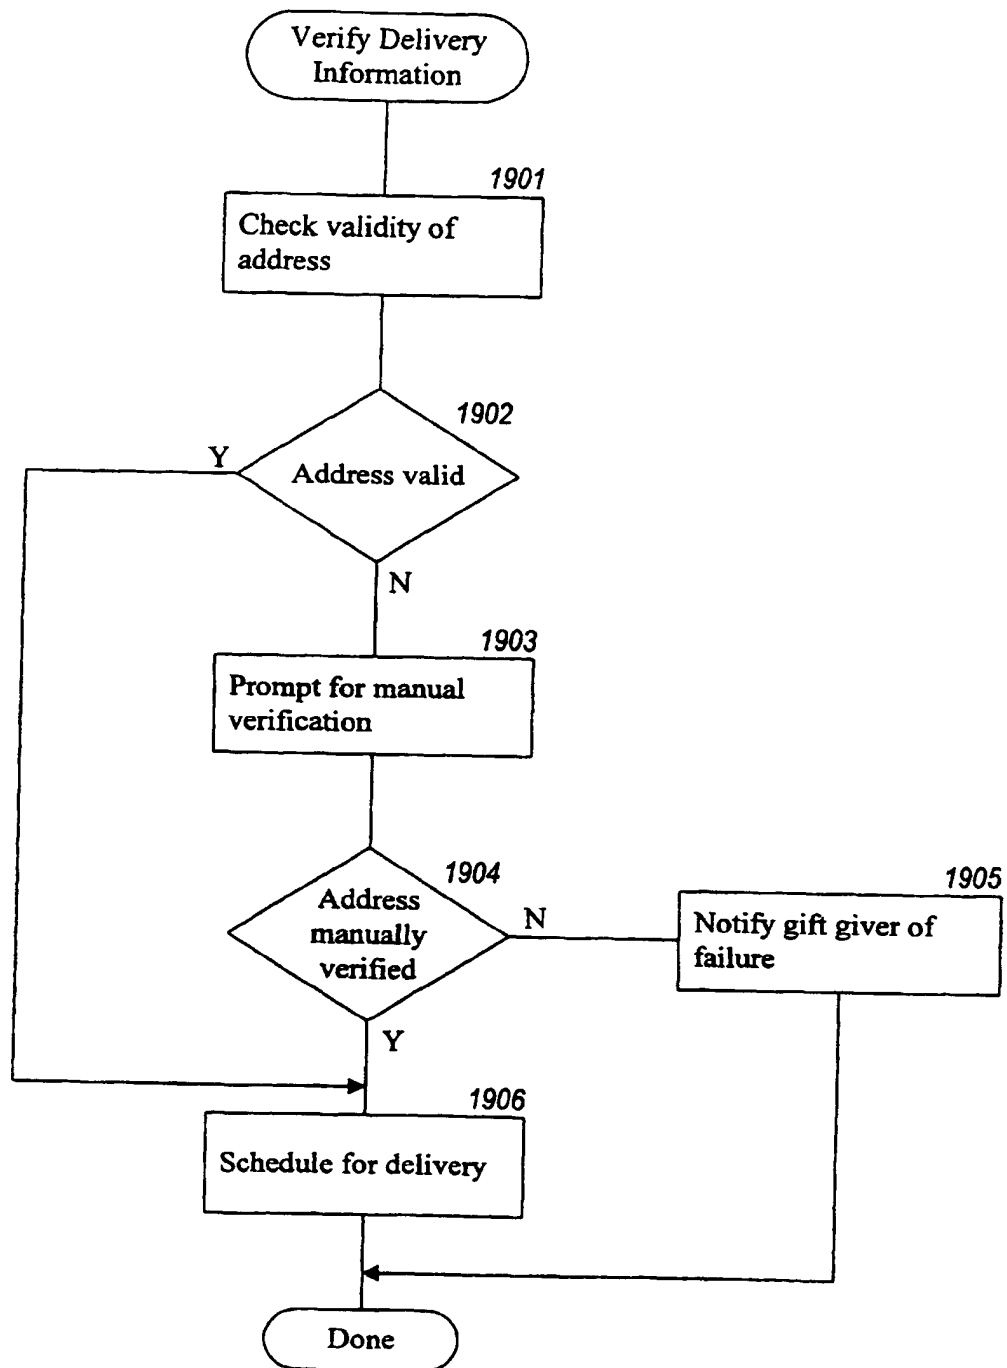 Verify Delivery
Information
1901
Check validity of
address
1902
Y
Address valid
N
1903
Prompt for manual
verification
1904
Address
manually
verified
N
1905
Notify gift giver of
failure
Y
1906
Schedule for delivery
Done